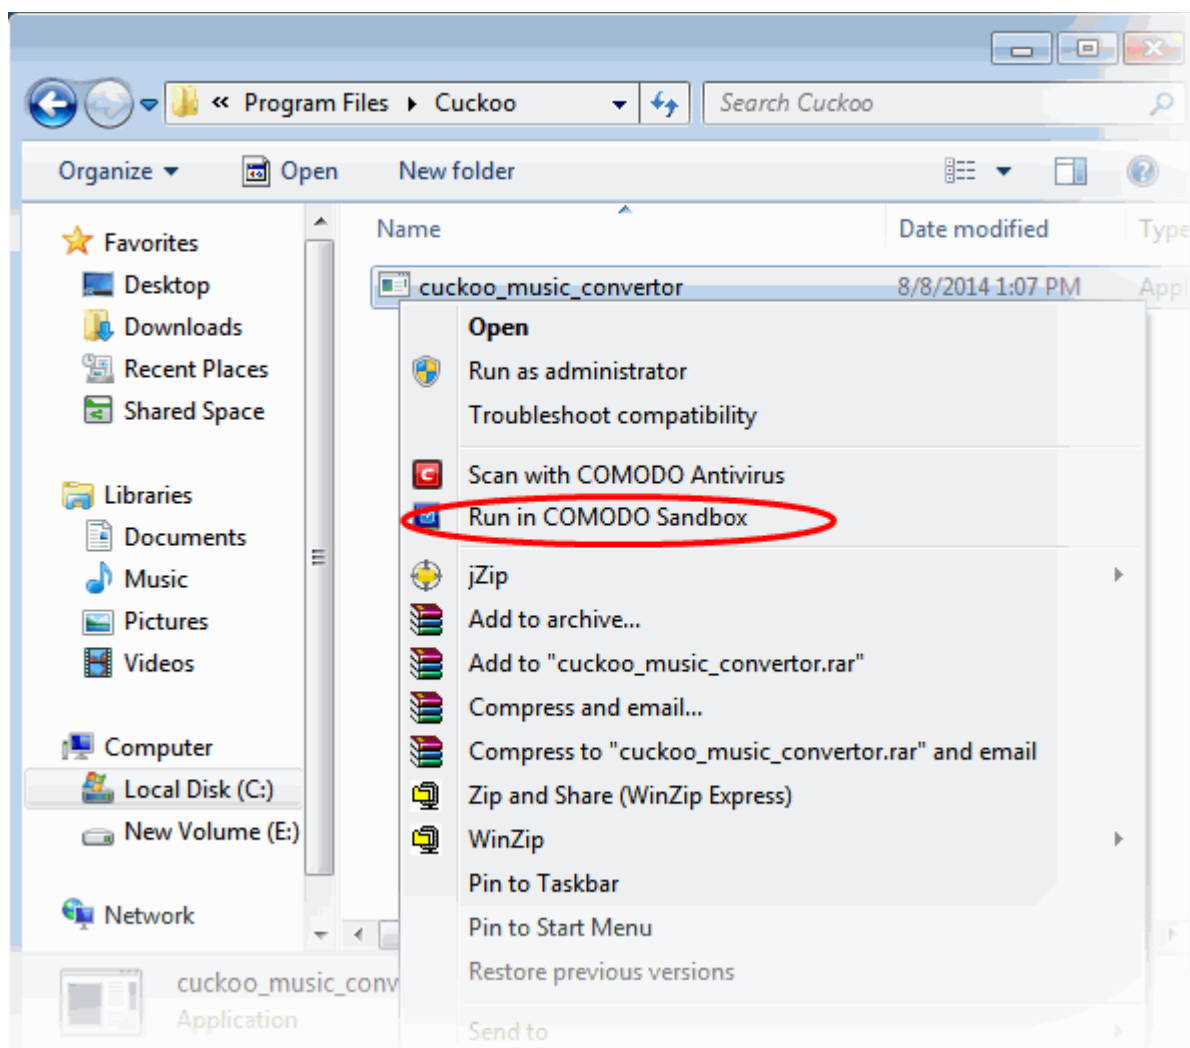 « Program Files ▸ Cuckoo
Search Cuckoo
Organize
Open
New folder
Name
Date modified
Type
Favorites
Desktop
Downloads
Recent Places
Shared Space
Libraries
Documents
Music
Pictures
Videos
Computer
Local Disk (C:)
New Volume (E:)
Network
cuckoo_music_convertor
8/8/2014 1:07 PM
Appl
Open
Run as administrator
Troubleshoot compatibility
Scan with COMODO Antivirus
Run in COMODO Sandbox
jZip
Add to archive...
Add to "cuckoo_music_convertor.rar"
Compress and email...
Compress to "cuckoo_music_convertor.rar" and email
Zip and Share (WinZip Express)
WinZip
Pin to Taskbar
Pin to Start Menu
Restore previous versions
Send to
cuckoo_music_conv
Application